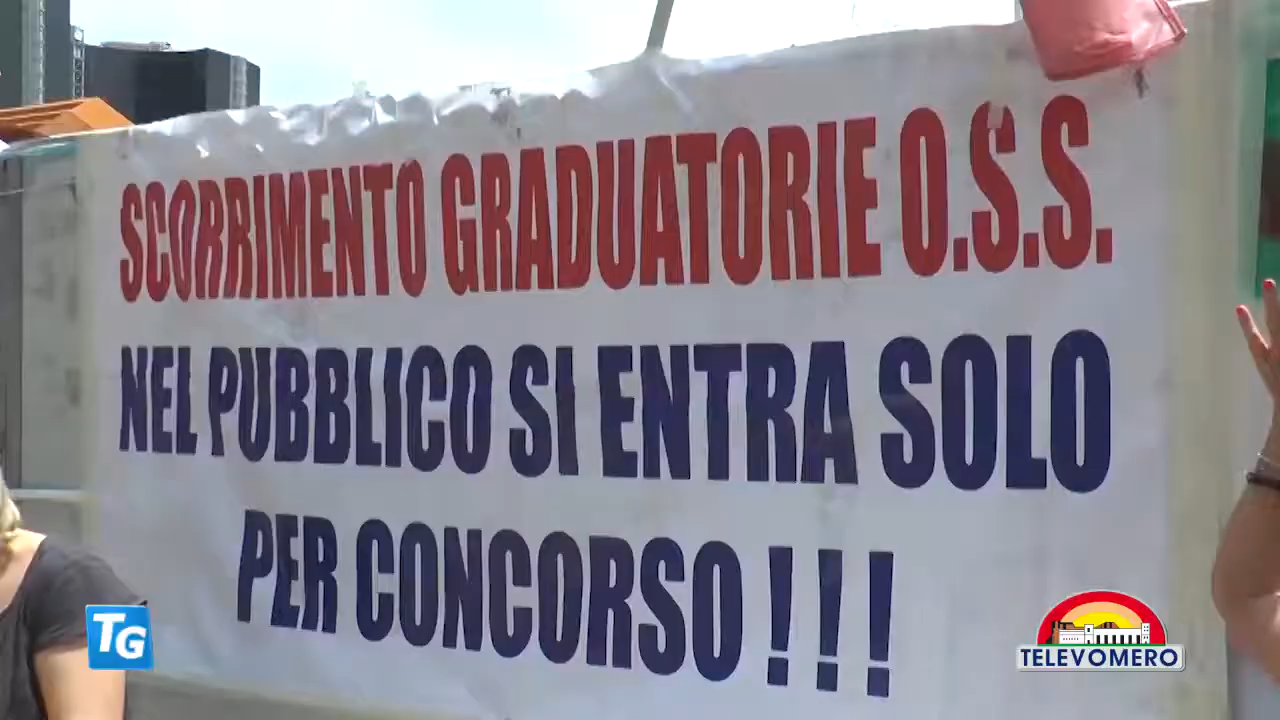 SCORRIMENTO GRADUATORIE O.S.S.
NEL PUBBLICO SI ENTRA SOLO
PER CONCORSO !!!
TG
TELEVOMERO